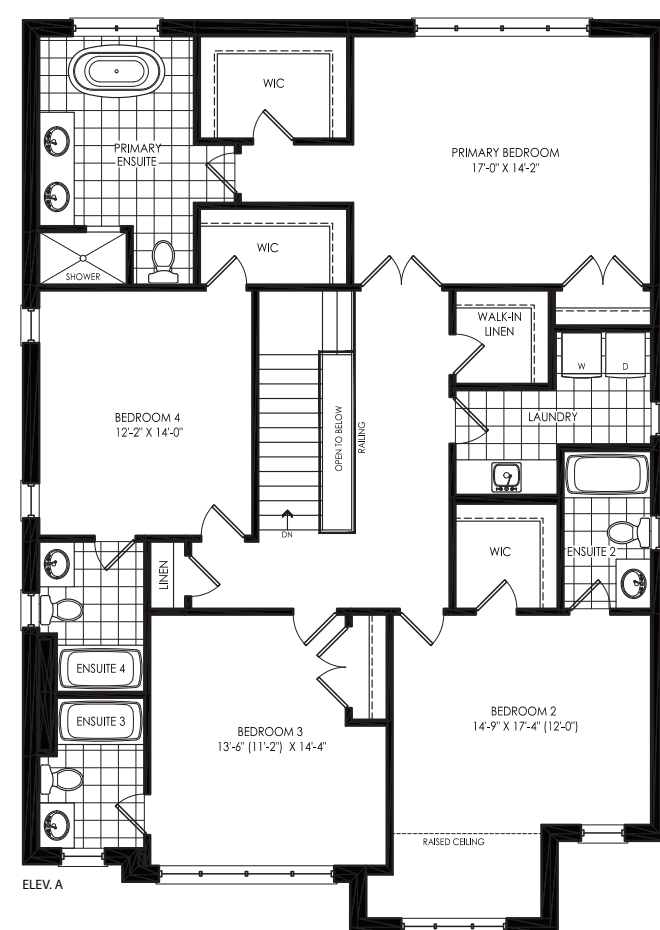 WIC
PRIMARY
ENSUITE
PRIMARY BEDROOM
17'-0" X 14'-2"
WIC
SHOWER
WALK-IN
LINEN
W
D
BEDROOM 4
12'-2" X 14'-0"
OPEN TO BELOW
RAILING
LAUNDRY
DN
WIC
ENSUITE 2
LINEN
ENSUITE 4
ENSUITE 3
BEDROOM 3
13'-6" (11'-2") X 14'-4"
BEDROOM 2
14'-9" X 17'-4" (12'-0")
RAISED CEILING
ELEV. A